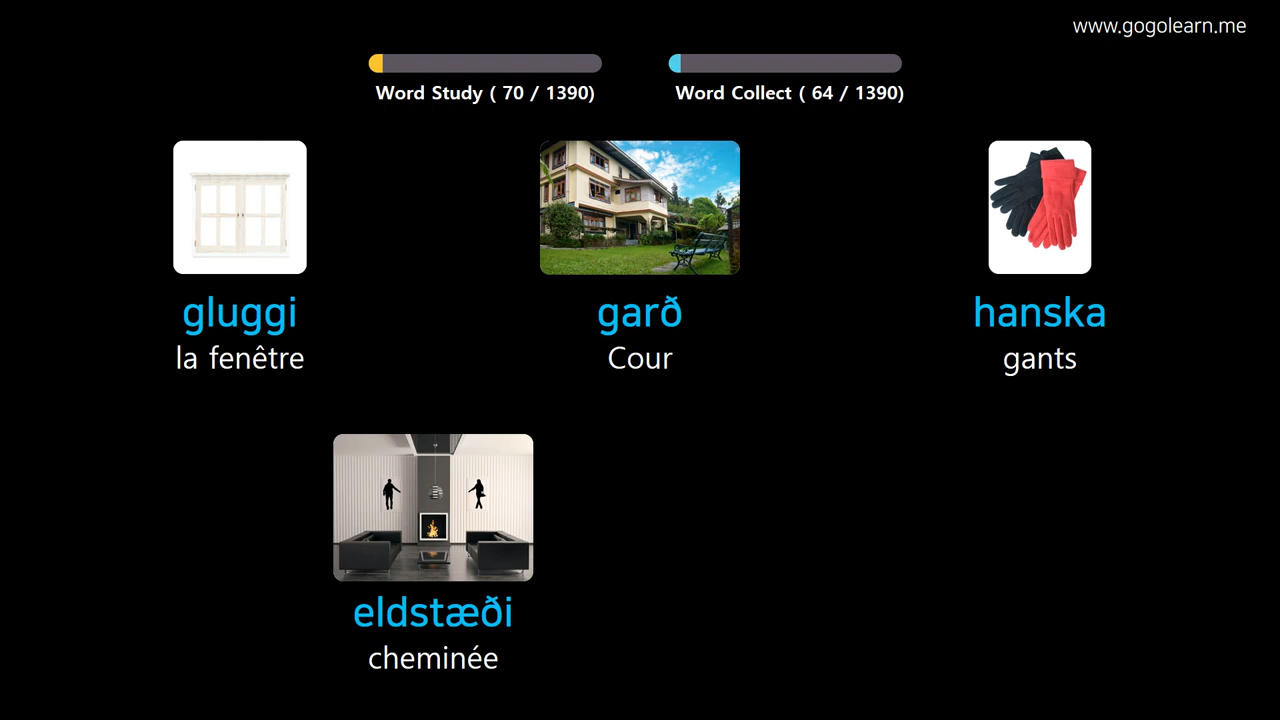 www.gogolearn.me
Word Study ( 70 / 1390)
Word Collect ( 64 / 1390)
gluggi
la fenêtre
garð
Cour
hanska
gants
eldstæði
cheminée